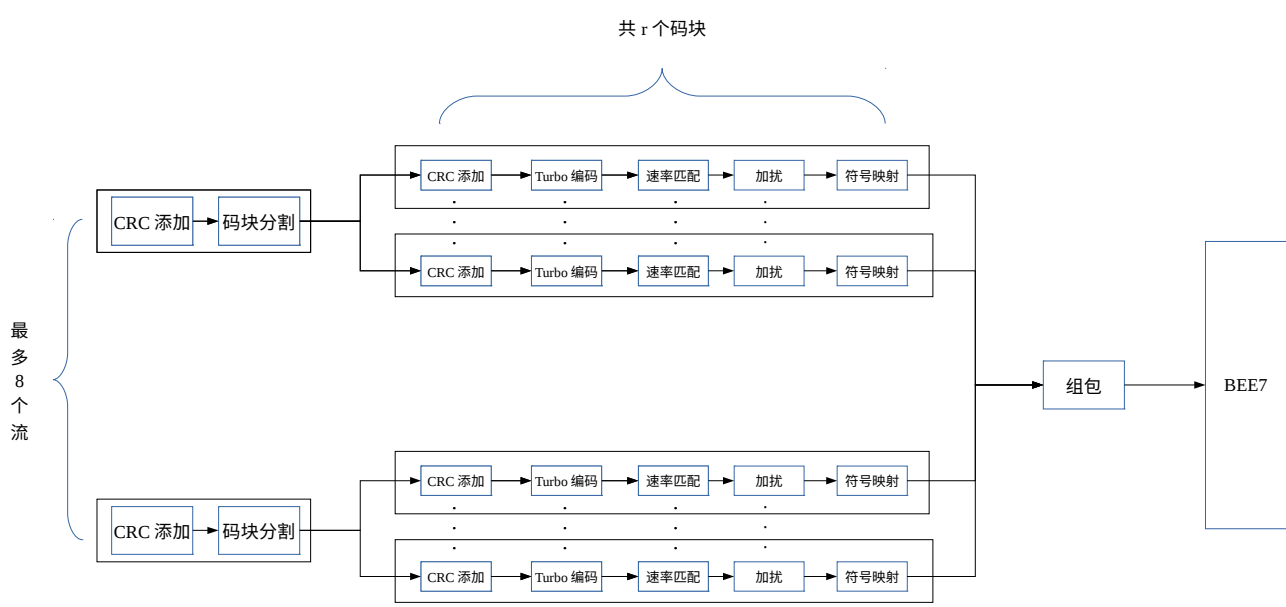 共 r 个码块
CRC 添加
Turbo 编码
速率匹配
加扰
符号映射
CRC 添加
码块分割
CRC 添加
Turbo 编码
速率匹配
加扰
符号映射
最
多
8
个
流
组包
BEE7
CRC 添加
Turbo 编码
速率匹配
加扰
符号映射
CRC 添加
码块分割
CRC 添加
Turbo 编码
速率匹配
加扰
符号映射